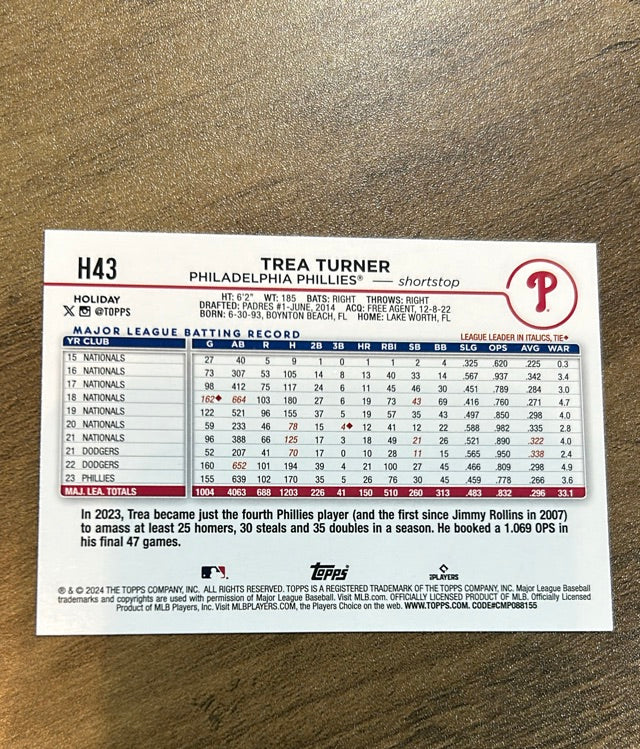 H43
TREA TURNER
PHILADELPHIA PHILLIES® — shortstop
P
HOLIDAY
X @TOPPS
HT: 6'2" WT: 185 BATS: RIGHT THROWS: RIGHT
DRAFTED: PADRES #1-JUNE, 2014 ACQ: FREE AGENT, 12-8-22
BORN: 6-30-93, BOYNTON BEACH, FL HOME: LAKE WORTH, FL
MAJOR LEAGUE BATTING RECORD LEAGUE LEADER IN ITALICS, TIE◆
YR CLUB G AB R H 2B 3B HR RBI SB BB SLG OPS AVG WAR
15 NATIONALS 27 40 5 9 1 0 1 1 2 4 .325 .620 .225 0.3
16 NATIONALS 73 307 53 105 14 8 13 40 33 14 .567 .937 .342 3.4
17 NATIONALS 98 412 75 117 24 6 11 45 46 30 .451 .789 .284 3.0
18 NATIONALS 162◆ 664 103 180 27 6 19 73 43 69 .416 .760 .271 4.7
19 NATIONALS 122 521 96 155 37 5 19 57 35 43 .497 .850 .298 4.0
20 NATIONALS 59 233 46 78 15 4◆ 12 41 12 22 .588 .982 .335 2.8
21 NATIONALS 96 388 66 125 17 3 18 49 21 26 .521 .890 .322 4.0
21 DODGERS 52 207 41 70 17 0 10 28 11 15 .565 .950 .338 2.4
22 DODGERS 160 652 101 194 39 4 21 100 27 45 .466 .809 .298 4.9
23 PHILLIES 155 639 102 170 35 5 26 76 30 45 .459 .778 .266 3.6
MAJ. LEA. TOTALS 1004 4063 688 1203 226 41 150 510 260 313 .483 .832 .296 33.1
In 2023, Trea became just the fourth Phillies player (and the first since Jimmy Rollins in 2007)
to amass at least 25 homers, 30 steals and 35 doubles in a season. He booked a 1.069 OPS in
his final 47 games.
topps PLAYERS
® & © 2024 THE TOPPS COMPANY, INC. ALL RIGHTS RESERVED. TOPPS IS A REGISTERED TRADEMARK OF THE TOPPS COMPANY, INC. Major League Baseball
trademarks and copyrights are used with permission of Major League Baseball. Visit MLB.com. OFFICIALLY LICENSED PRODUCT OF MLB. Officially Licensed
Product of MLB Players, Inc. Visit MLBPLAYERS.COM, the Players Choice on the web. WWW.TOPPS.COM. CODE#CMP088155